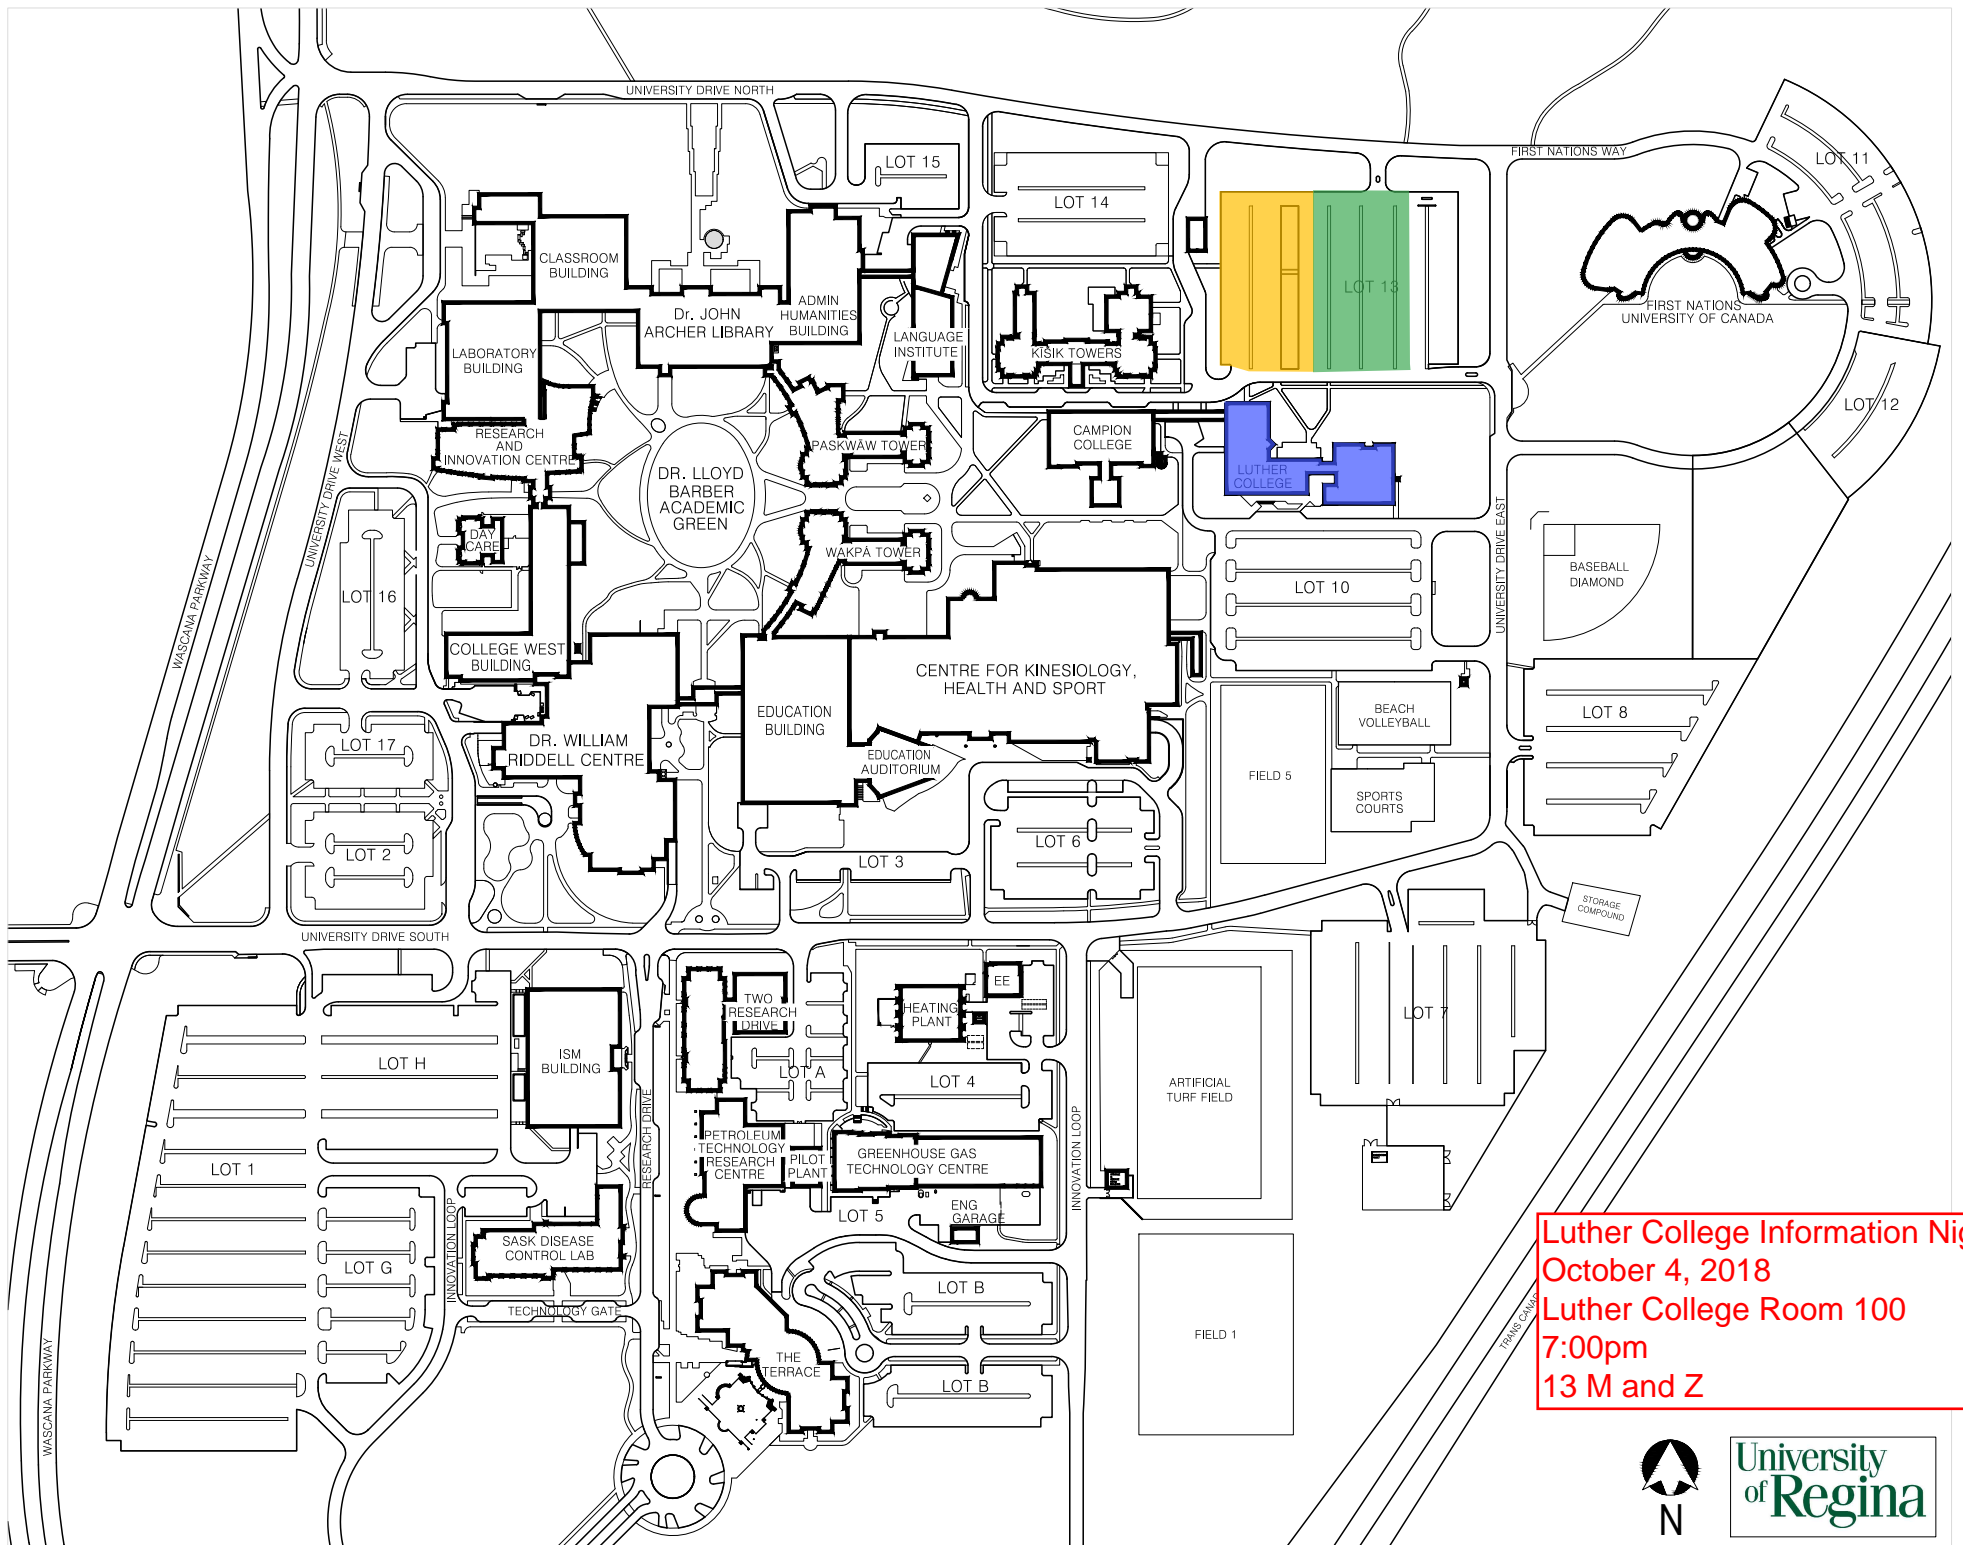 UNIVERSITY DRIVE NORTH
FIRST NATIONS WAY
LOT 15
LOT 11
LOT 14
CLASSROOM
BUILDING
ADMIN
HUMANITIES
BUILDING
Dr. JOHN
ARCHER LIBRARY
LOT 13
FIRST NATIONS
UNIVERSITY OF CANADA
LANGUAGE
INSTITUTE
KĪSIK TOWERS
LABORATORY
BUILDING
LOT 12
RESEARCH
AND
INNOVATION CENTRE
PASKWĀW TOWER
CAMPION
COLLEGE
LUTHER
COLLEGE
DR. LLOYD
BARBER
ACADEMIC
GREEN
UNIVERSITY DRIVE WEST
UNIVERSITY DRIVE EAST
DAY
CARE
WAKPĀ TOWER
BASEBALL
DIAMOND
LOT 10
LOT 16
WASCANA PARKWAY
COLLEGE WEST
BUILDING
CENTRE FOR KINESIOLOGY,
HEALTH AND SPORT
EDUCATION
BUILDING
BEACH
VOLLEYBALL
LOT 8
LOT 17
DR. WILLIAM
RIDDELL CENTRE
EDUCATION
AUDITORIUM
FIELD 5
SPORTS
COURTS
LOT 2
LOT 3
LOT 6
STORAGE
COMPOUND
UNIVERSITY DRIVE SOUTH
TWO
RESEARCH
DRIVE
EE
HEATING
PLANT
LOT 7
LOT H
ISM
BUILDING
LOT A
LOT 4
ARTIFICIAL
TURF FIELD
RESEARCH DRIVE
INNOVATION LOOP
PETROLEUM
TECHNOLOGY
RESEARCH
CENTRE
PILOT
PLANT
GREENHOUSE GAS
TECHNOLOGY CENTRE
LOT 1
LOT 5
ENG
GARAGE
INNOVATION LOOP
SASK DISEASE
CONTROL LAB
LOT G
LOT B
TECHNOLOGY GATE
FIELD 1
THE
TERRACE
LOT B
WASCANA PARKWAY
TRANS CANAD
Luther College Information Nig
October 4, 2018
Luther College Room 100
7:00pm
13 M and Z
N
University
of Regina